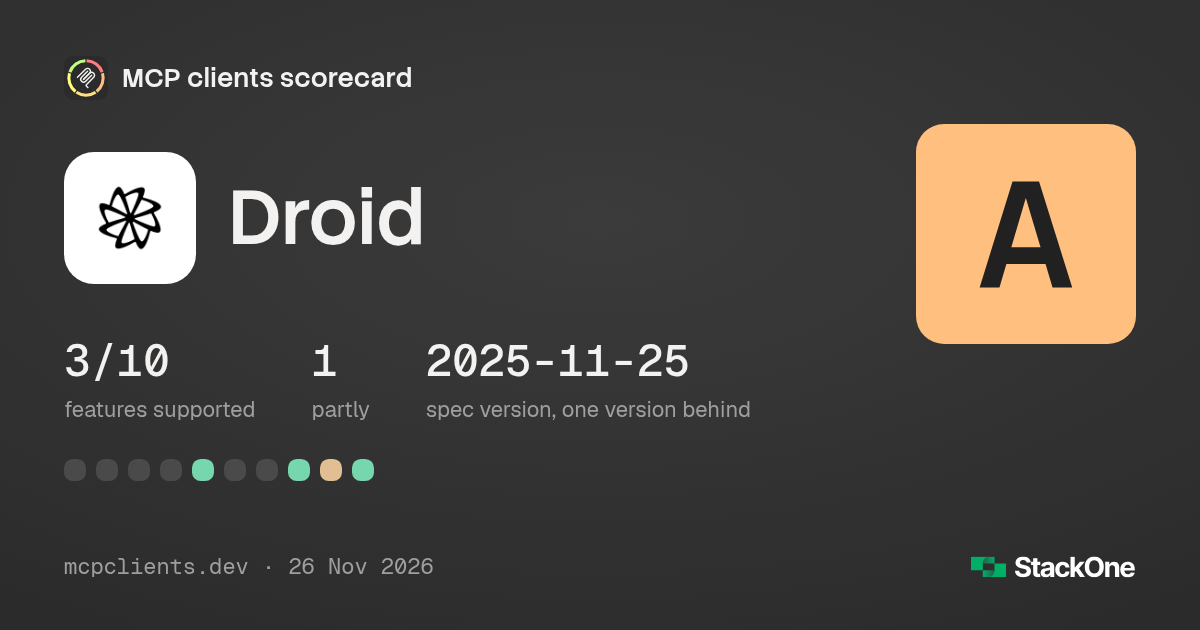 MCP clients scorecard
Droid
A
3/10
features supported
1
partly
2025-11-25
spec version, one version behind
mcpclients.dev · 26 Nov 2026
StackOne